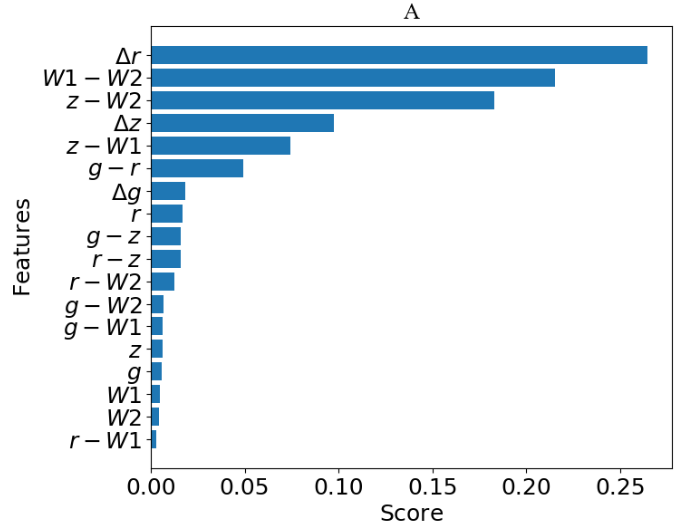 A
Δr
W1 − W2
z − W2
Δz
z − W1
g − r
Δg
r
g − z
r − z
r − W2
g − W2
g − W1
z
g
W1
W2
r − W1
Features
0.00 0.05 0.10 0.15 0.20 0.25
Score